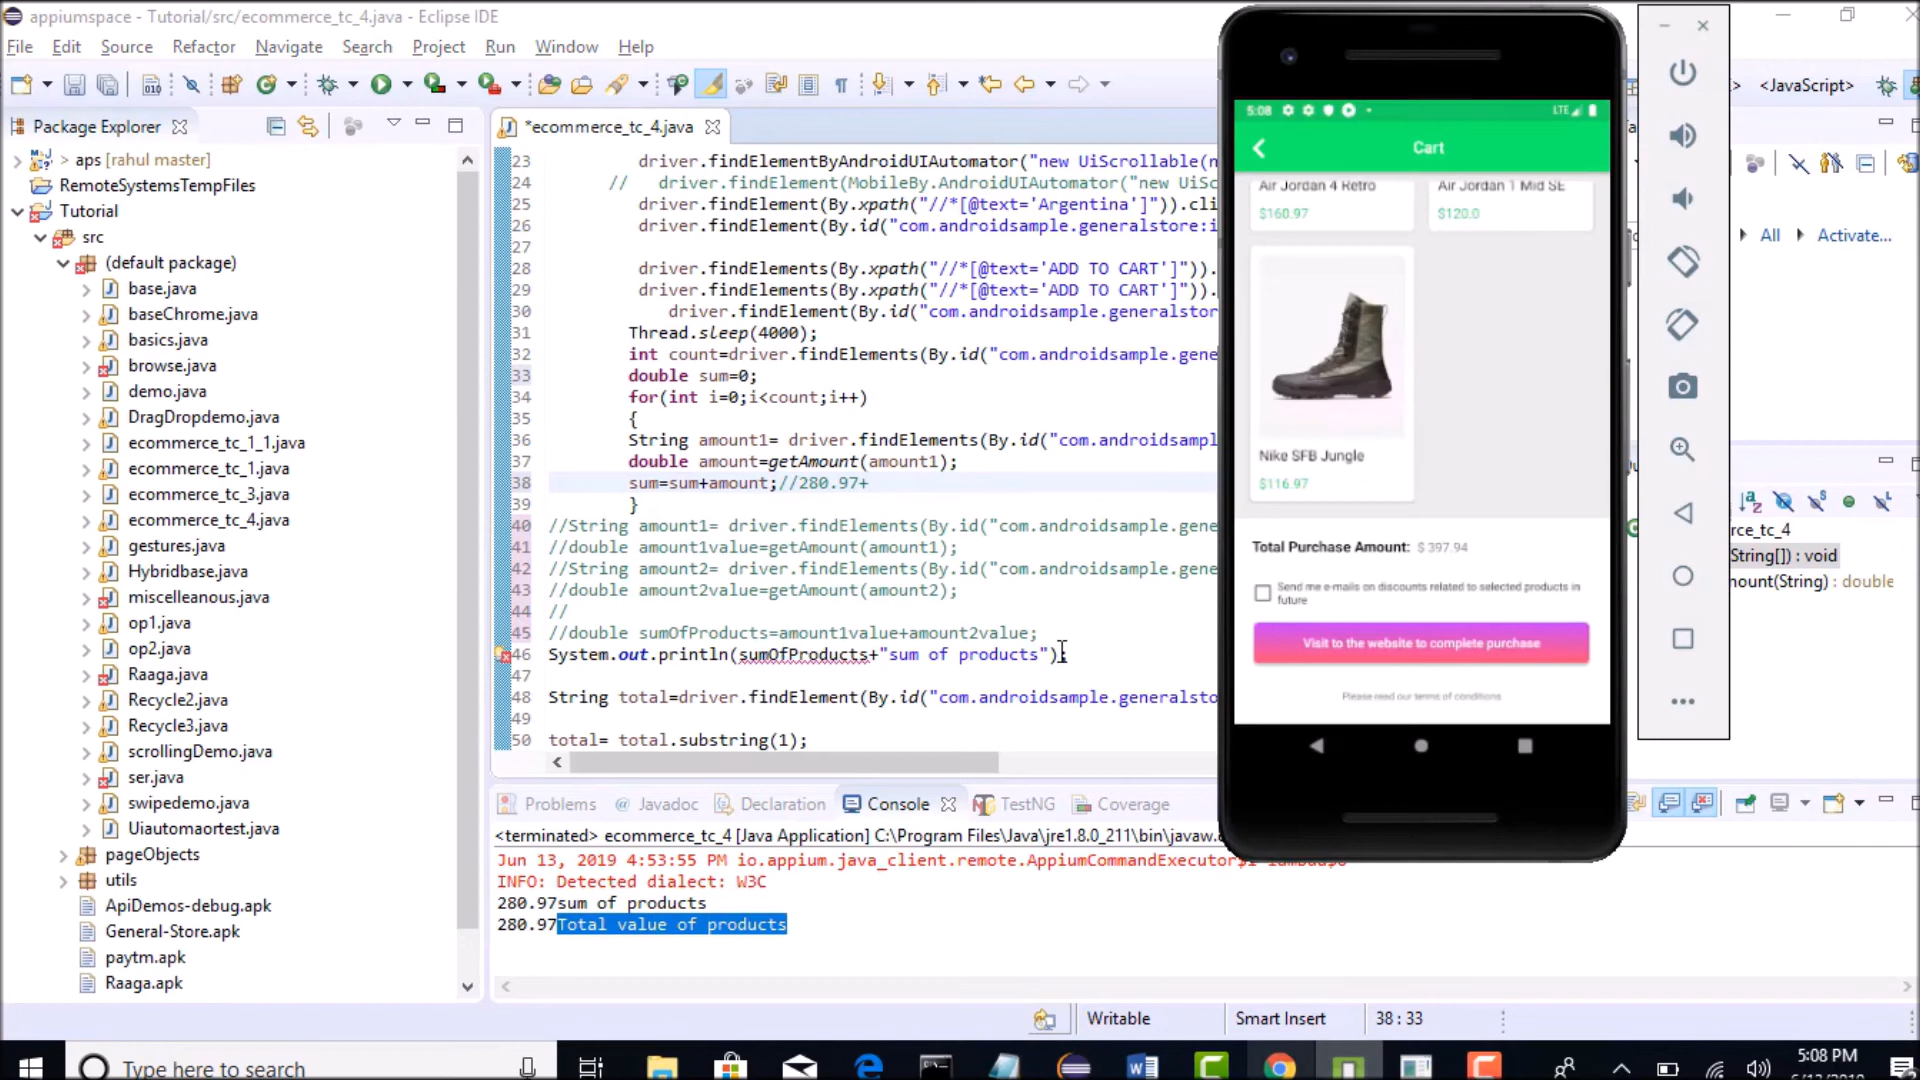 appiumspace - Tutorial/src/ecommerce_tc_4.java - Eclipse IDE
File Edit Source Refactor Navigate Search Project Run Window Help
<JavaScript>
Package Explorer
> aps [rahul master]
RemoteSystemsTempFiles
Tutorial
src
(default package)
base.java
baseChrome.java
basics.java
browse.java
demo.java
DragDropdemo.java
ecommerce_tc_1_1.java
ecommerce_tc_1.java
ecommerce_tc_3.java
ecommerce_tc_4.java
gestures.java
Hybridbase.java
miscelleanous.java
op1.java
op2.java
Raaga.java
Recycle2.java
Recycle3.java
scrollingDemo.java
ser.java
swipedemo.java
Uiautomaortest.java
pageObjects
utils
ApiDemos-debug.apk
General-Store.apk
paytm.apk
Raaga.apk
*ecommerce_tc_4.java
23 driver.findElementByAndroidUIAutomator("new UiScrollable(n
24 // driver.findElement(MobileBy.AndroidUIAutomator("new UiSc
25 driver.findElement(By.xpath("//*[@text='Argentina']")).cli
26 driver.findElement(By.id("com.androidsample.generalstore:i
27
28 driver.findElements(By.xpath("//*[@text='ADD TO CART']")).
29 driver.findElements(By.xpath("//*[@text='ADD TO CART']")).
30 driver.findElement(By.id("com.androidsample.generalstor
31 Thread.sleep(4000);
32 int count=driver.findElements(By.id("com.androidsample.gene
33 double sum=0;
34 for(int i=0;i<count;i++)
35 {
36 String amount1= driver.findElements(By.id("com.androidsampl
37 double amount=getAmount(amount1);
38 sum=sum+amount;//280.97+
39 }
40 //String amount1= driver.findElements(By.id("com.androidsample.gene
41 //double amount1value=getAmount(amount1);
42 //String amount2= driver.findElements(By.id("com.androidsample.gene
43 //double amount2value=getAmount(amount2);
44 //
45 //double sumOfProducts=amount1value+amount2value;
46 System.out.println(sumOfProducts+"sum of products");
47
48 String total=driver.findElement(By.id("com.androidsample.generalsto
49
50 total= total.substring(1);
Problems Javadoc Declaration Console TestNG Coverage
<terminated> ecommerce_tc_4 [Java Application] C:\Program Files\Java\jre1.8.0_211\bin\javaw.
Jun 13, 2019 4:53:55 PM io.appium.java_client.remote.AppiumCommandExecutor
INFO: Detected dialect: W3C
280.97sum of products
280.97Total value of products
5:08 LTE
Cart
Air Jordan 4 Retro
$160.97
Air Jordan 1 Mid SE
$120.0
Nike SFB Jungle
$116.97
Total Purchase Amount: $ 397.94
Send me e-mails on discounts related to selected products in
future
Visit to the website to complete purchase
Please read our terms of conditions
All Activate...
rce_tc_4
String[]) : void
mount(String) : double
Writable Smart Insert 38 : 33
Type here to search
5:08 PM